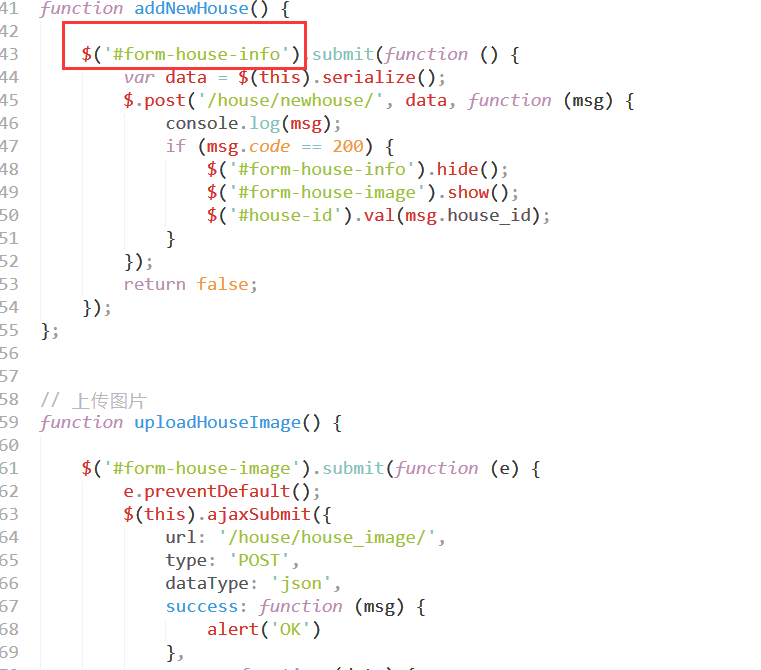 41 function addNewHouse() {
42
43     $('#form-house-info').submit(function () {
44         var data = $(this).serialize();
45         $.post('/house/newhouse/', data, function (msg) {
46             console.log(msg);
47             if (msg.code == 200) {
48                 $('#form-house-info').hide();
49                 $('#form-house-image').show();
50                 $('#house-id').val(msg.house_id);
51             }
52         });
53         return false;
54     });
55 };
56
57
58 // 上传图片
59 function uploadHouseImage() {
60
61     $('#form-house-image').submit(function (e) {
62         e.preventDefault();
63         $(this).ajaxSubmit({
64             url: '/house/house_image/',
65             type: 'POST',
66             dataType: 'json',
67             success: function (msg) {
68                 alert('OK')
69             },